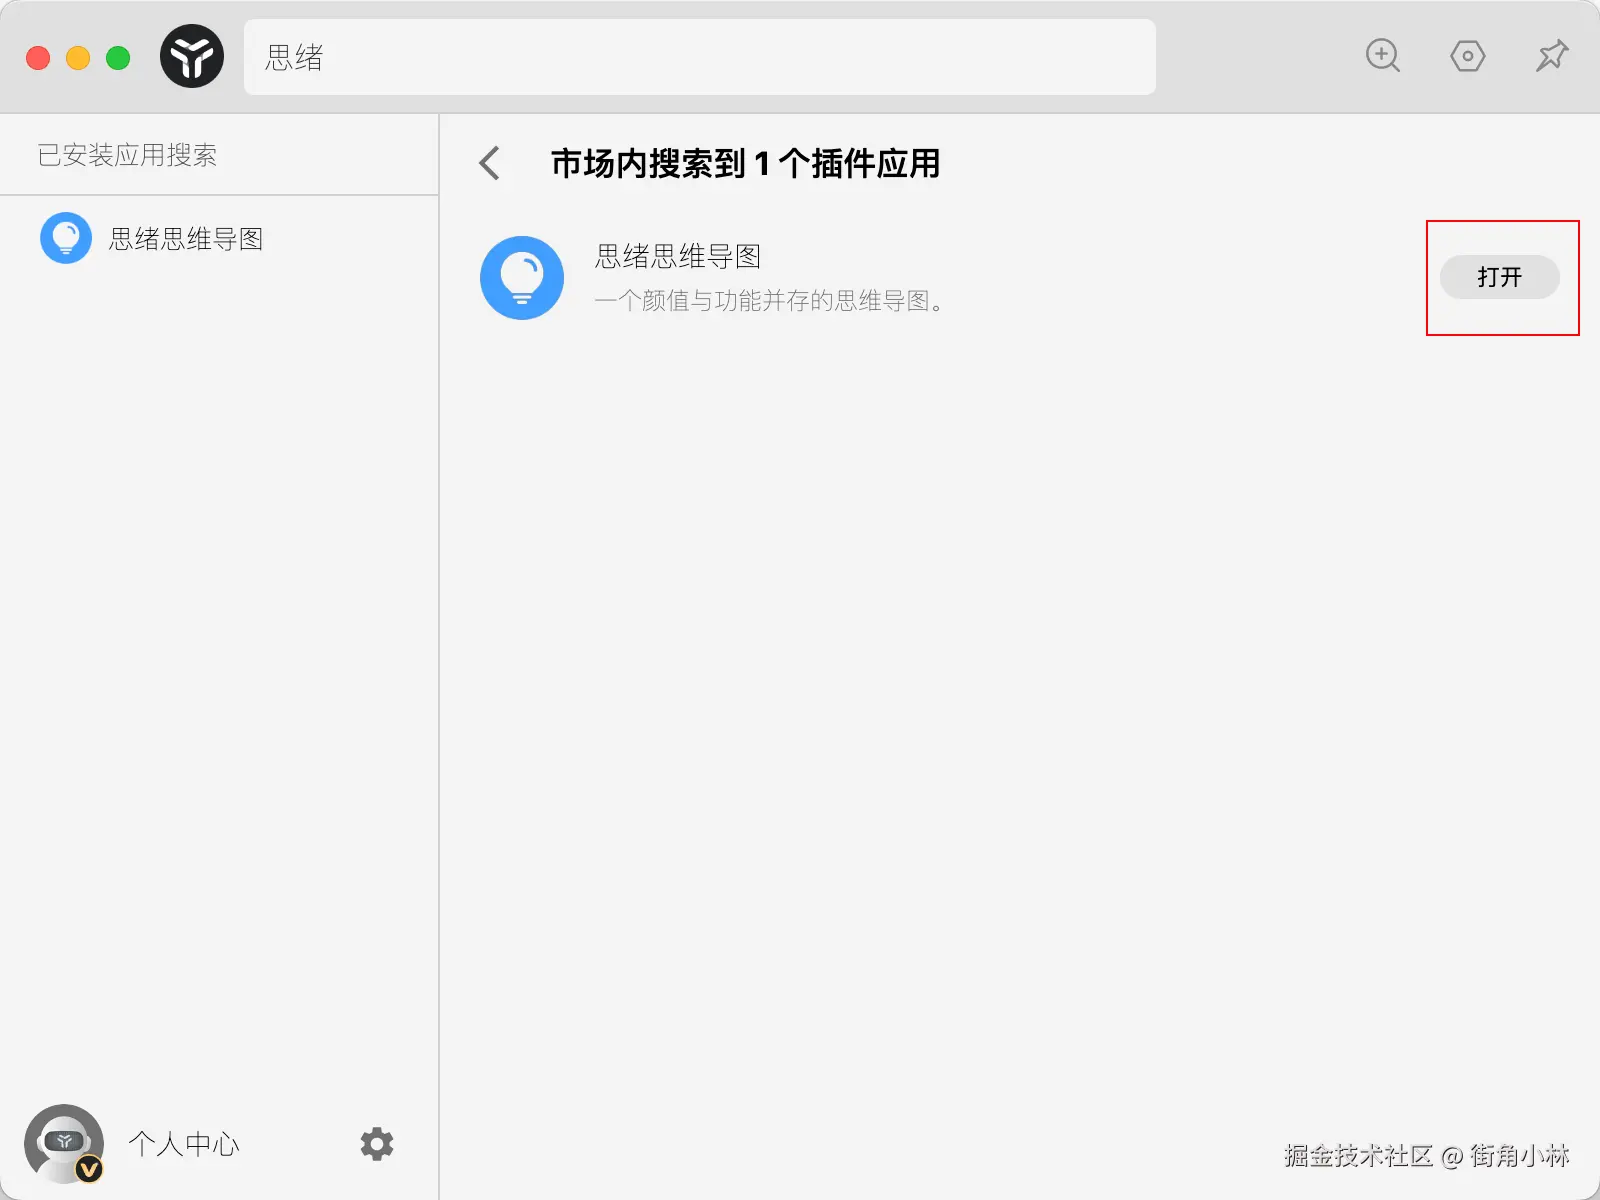 思绪
已安装应用搜索
思绪思维导图
市场内搜索到 1 个插件应用
思绪思维导图
一个颜值与功能并存的思维导图。
打开
个人中心
掘金技术社区 @ 街角小林